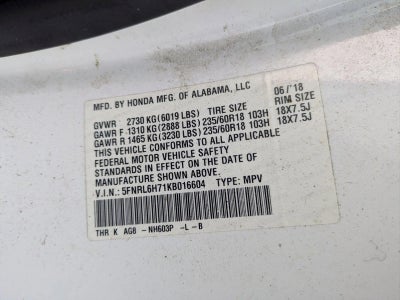 MFD. BY HONDA MFG. OF ALABAMA, LLC
06/'18
GVWR 2730 KG (6019 LBS) TIRE SIZE RIM SIZE
GAWR F 1310 KG (2888 LBS) 235/60R18 103H 18X7.5J
GAWR R 1465 KG (3230 LBS) 235/60R18 103H 18X7.5J
THIS VEHICLE CONFORMS TO ALL APPLICABLE
FEDERAL MOTOR VEHICLE SAFETY
STANDARDS IN EFFECT ON THE DATE OF
MANUFACTURE SHOWN ABOVE.
V.I.N.: 5FNRL6H71KB016604 TYPE: MPV
THR K AG8 -NH603P -L -B